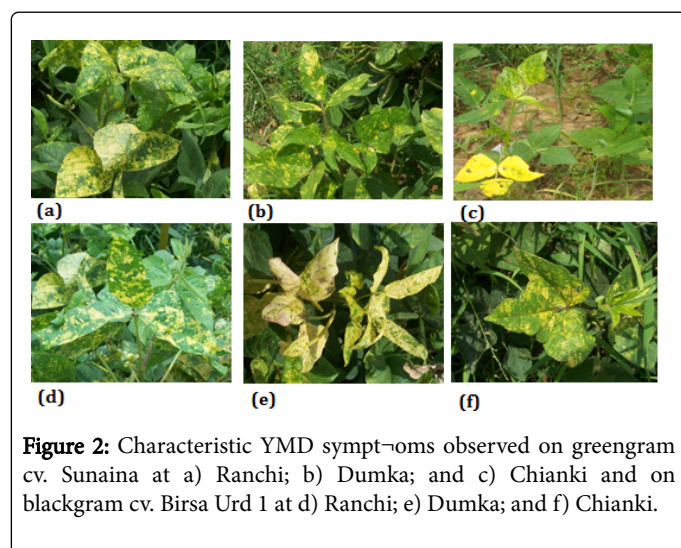 (a)
(b)
(c)
(d)
(e)
(f)
Figure 2: Characteristic YMD sympt¬oms observed on greengram
cv. Sunaina at a) Ranchi; b) Dumka; and c) Chianki and on
blackgram cv. Birsa Urd 1 at d) Ranchi; e) Dumka; and f) Chianki.